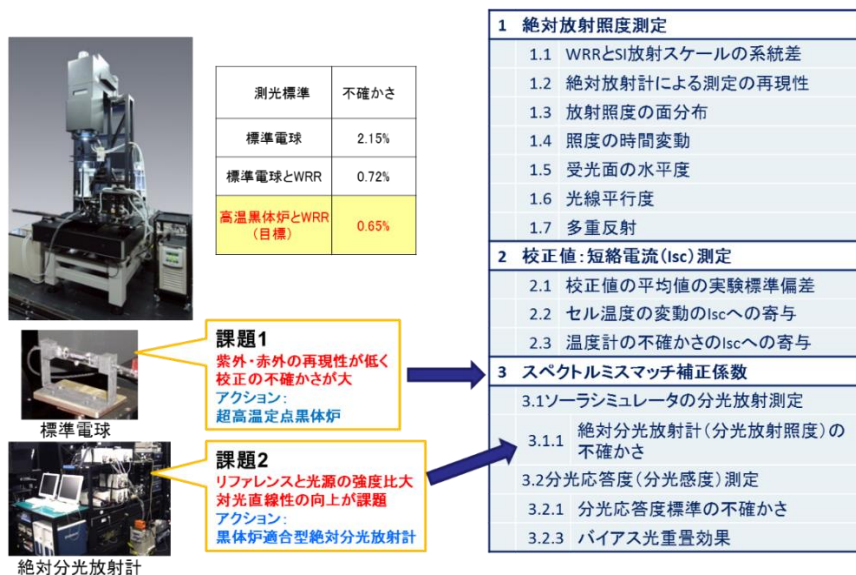 測光標準 不確かさ
標準電球 2.15%
標準電球とWRR 0.72%
高温黒体炉とWRR
(目標) 0.65%
課題1
紫外・赤外の再現性が低く
校正の不確かさが大
アクション:
超高温定点黒体炉
標準電球
課題2
リファレンスと光源の強度比大
対光直線性の向上が課題
アクション:
黒体炉適合型絶対分光放射計
絶対分光放射計
1 絶対放射照度測定
1.1 WRRとSI放射スケールの系統差
1.2 絶対放射計による測定の再現性
1.3 放射照度の面分布
1.4 照度の時間変動
1.5 受光面の水平度
1.6 光線平行度
1.7 多重反射
2 校正値:短絡電流(Isc)測定
2.1 校正値の平均値の実験標準偏差
2.2 セル温度の変動のIscへの寄与
2.3 温度計の不確かさのIscへの寄与
3 スペクトルミスマッチ補正係数
3.1ソーラシミュレータの分光放射測定
3.1.1 絶対分光放射計(分光放射照度)の
不確かさ
3.2分光応答度(分光感度)測定
3.2.1 分光応答度標準の不確かさ
3.2.3 バイアス光重畳効果